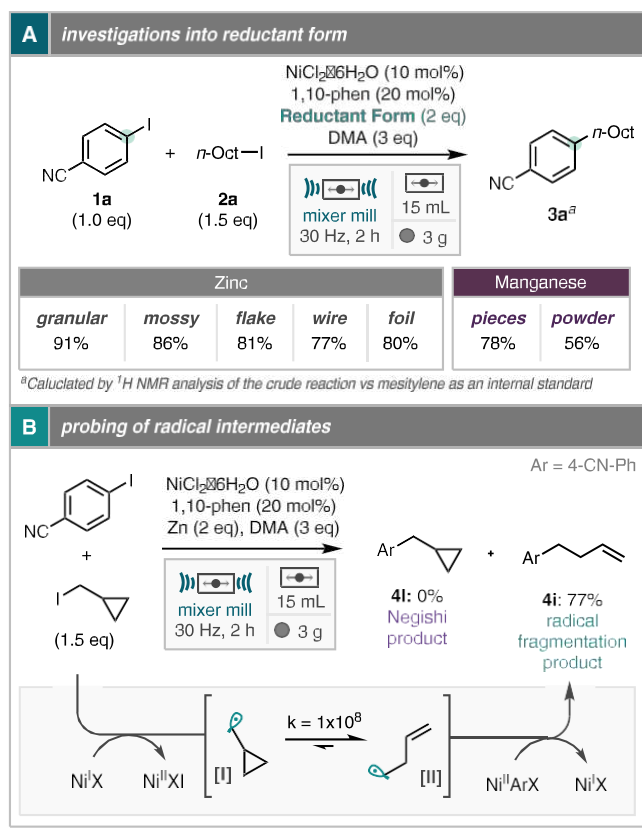 A investigations into reductant form
NiCl2▯6H2O (10 mol%)
1,10-phen (20 mol%)
Reductant Form (2 eq)
DMA (3 eq)
I
NC
1a
(1.0 eq)
+
n-Oct—I
2a
(1.5 eq)
mixer mill
30 Hz, 2 h
15 mL
3 g
n-Oct
NC
3aᵃ
Zinc
granular mossy flake wire foil
91% 86% 81% 77% 80%
Manganese
pieces powder
78% 56%
ᵃCaluclated by ¹H NMR analysis of the crude reaction vs mesitylene as an internal standard
B probing of radical intermediates
Ar = 4-CN-Ph
I
NC
+
I
(1.5 eq)
NiCl2▯6H2O (10 mol%)
1,10-phen (20 mol%)
Zn (2 eq), DMA (3 eq)
mixer mill
30 Hz, 2 h
15 mL
3 g
Ar
4l: 0%
Negishi
product
+
Ar
4i: 77%
radical
fragmentation
product
NiᴵX
NiᴵᴵXI
[I]
k = 1x10⁸
[II]
NiᴵᴵArX
NiᴵX